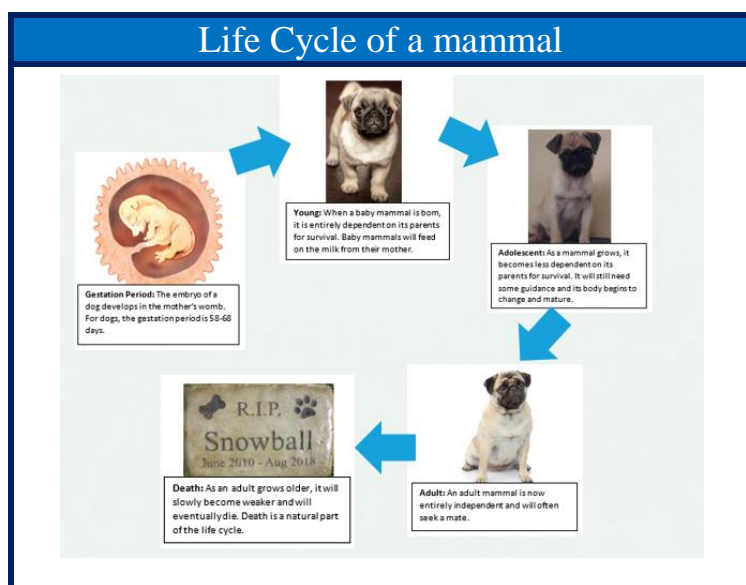 Life Cycle of a mammal
Young: When a baby mammal is born,
it is entirely dependent on its parents
for survival. Baby mammals will feed
on the milk from their mother.
Adolescent: As a mammal grows, it
becomes less dependent on its
parents for survival. It will still need
some guidance and its body begins to
change and mature.
Gestation Period: The embryo of a
dog develops in the mother's womb.
For dogs, the gestation period is 58-68
days.
R.I.P.
Snowball
June 2010 - Aug 2018
Death: As an adult grows older, it will
slowly become weaker and will
eventually die. Death is a natural part
of the life cycle.
Adult: An adult mammal is now
entirely independent and will often
seek a mate.